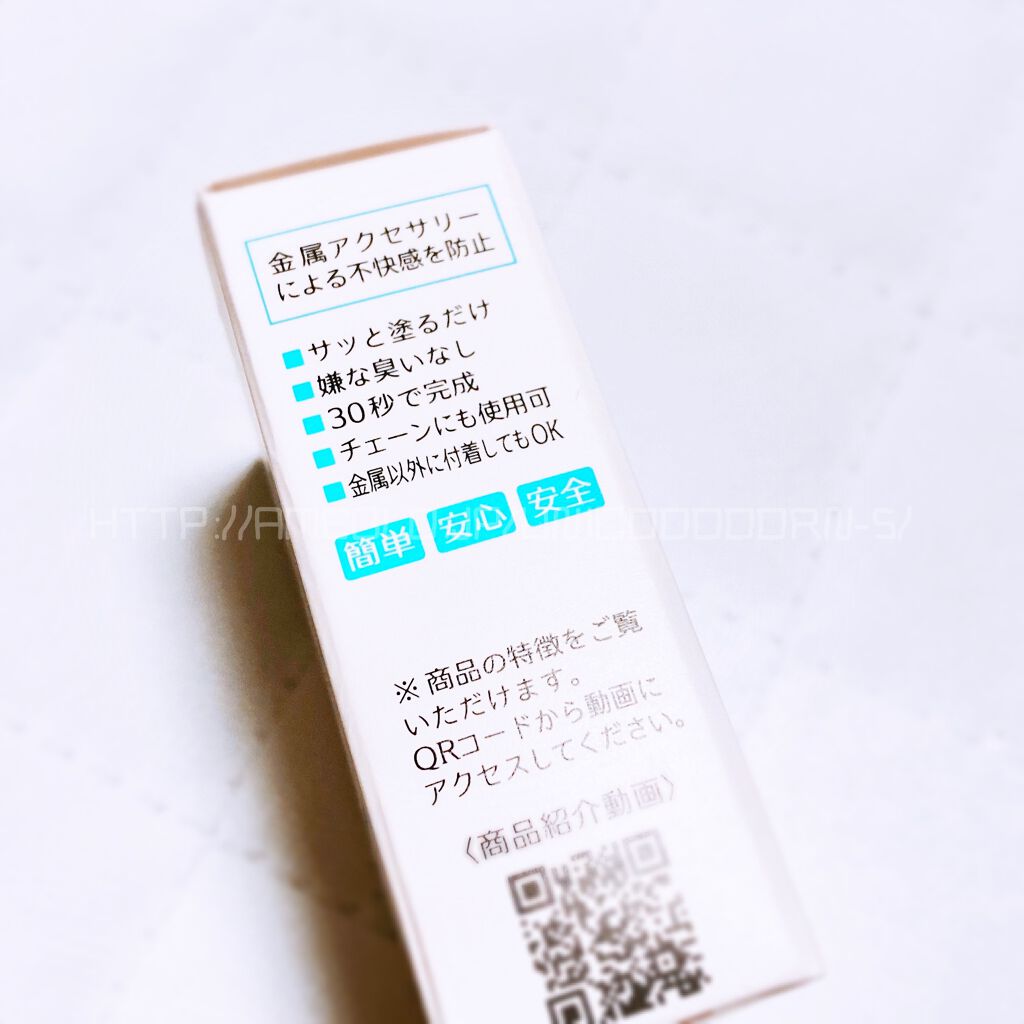 金属アクセサリー
による不快感を防止
■サッと塗るだけ
■嫌な臭いなし
■30秒で完成
■チェーンにも使用可
■金属以外に付着してもOK
簡単 安心 安全
※商品の特徴をご覧
いただけます。
QRコードから動画に
アクセスしてください。
〈商品紹介動画〉